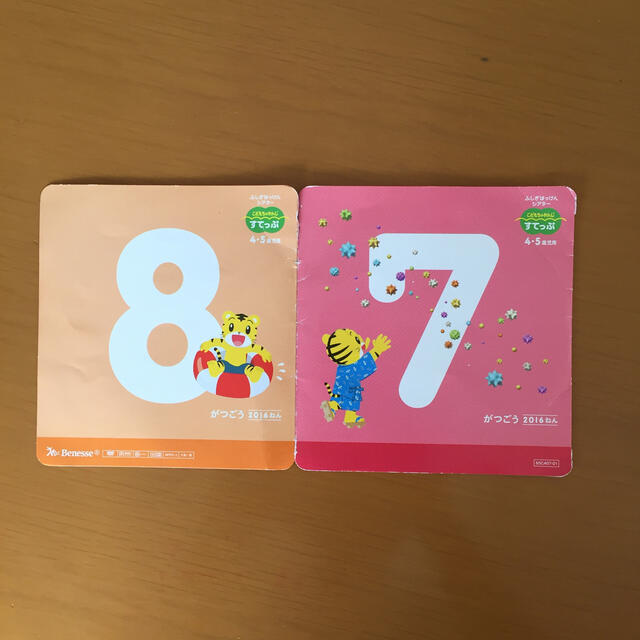 ふしぎはっけん
シアター
こどもちゃれんじ
すてっぷ
4・5歳児用
8
がつごう 2016ねん
Benesse®
ふしぎはっけん
シアター
こどもちゃれんじ
すてっぷ
4・5歳児用
7
がつごう 2016ねん